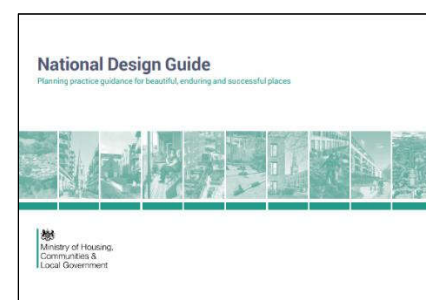 National Design Guide
Planning practice guidance for beautiful, enduring and successful places
Ministry of Housing,
Communities &
Local Government